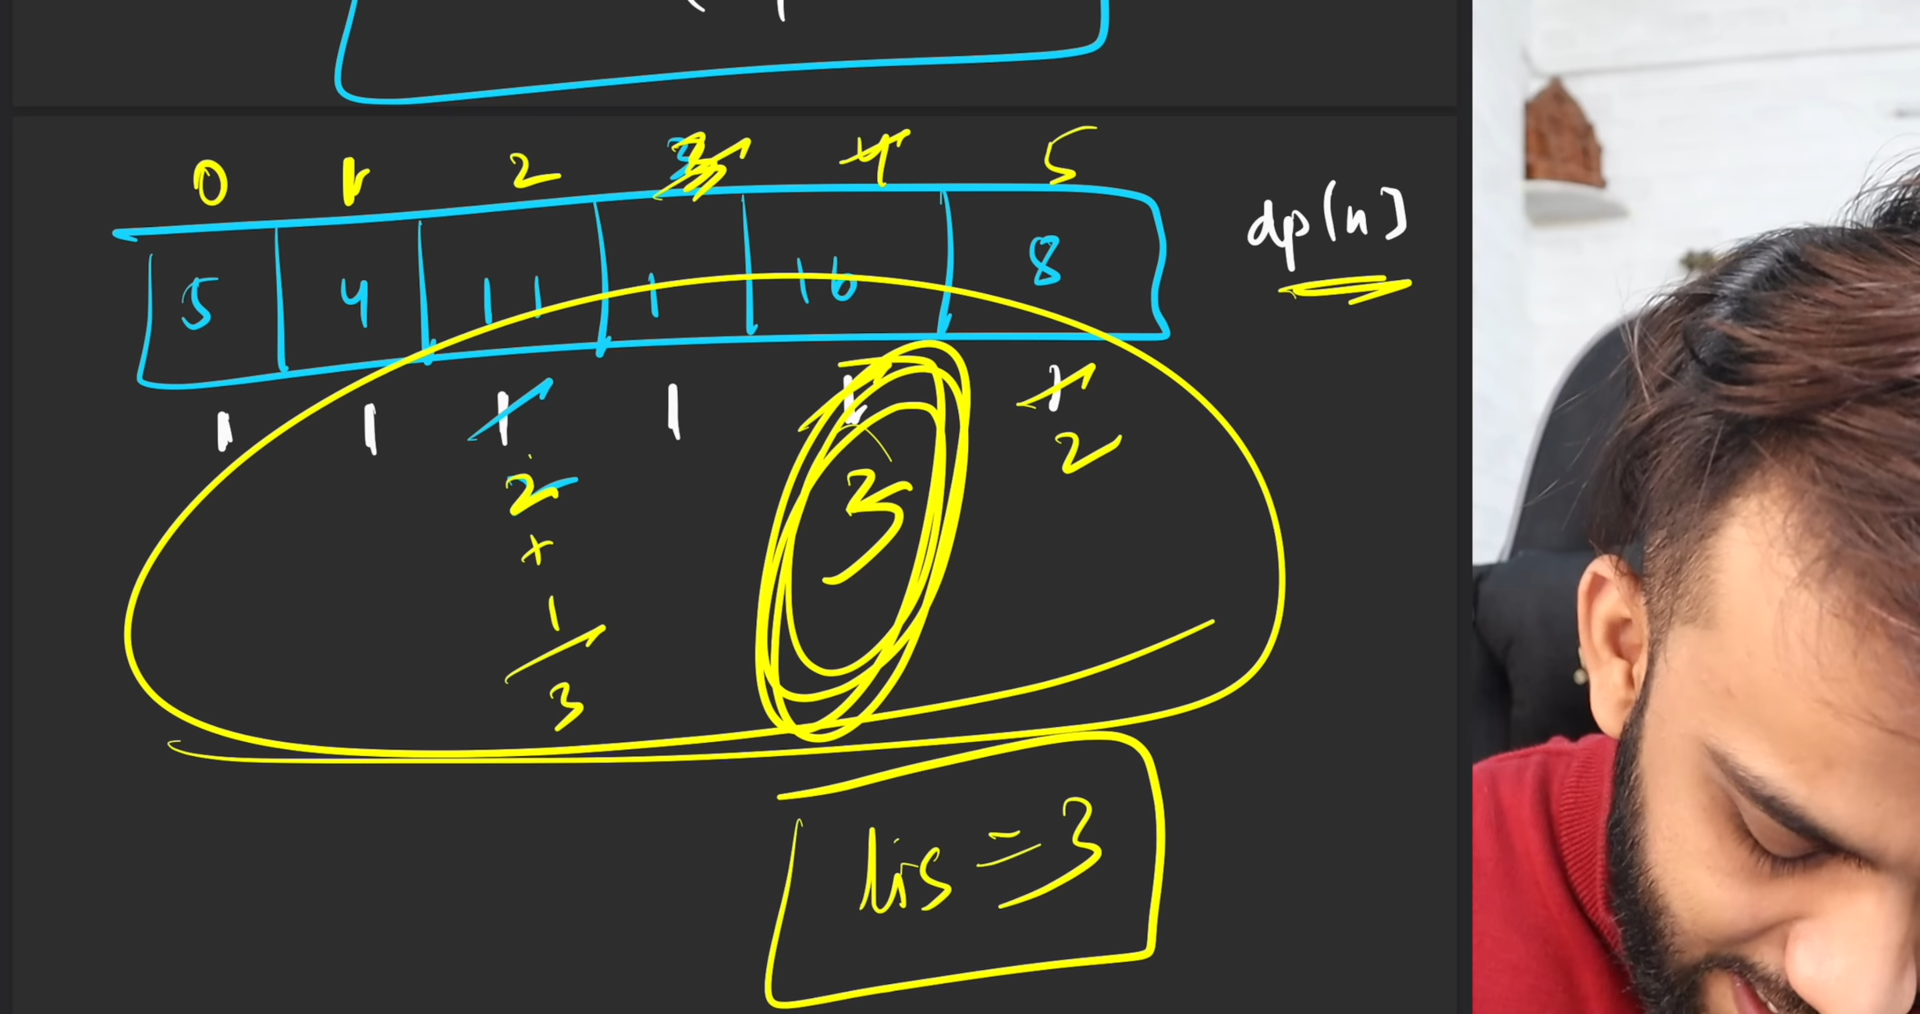 0 1 2 3 4 5
5 4 11 1 16 8
dp[n]
1 1 1 1 1 1
2 3 2
+
1
3
lis = 3